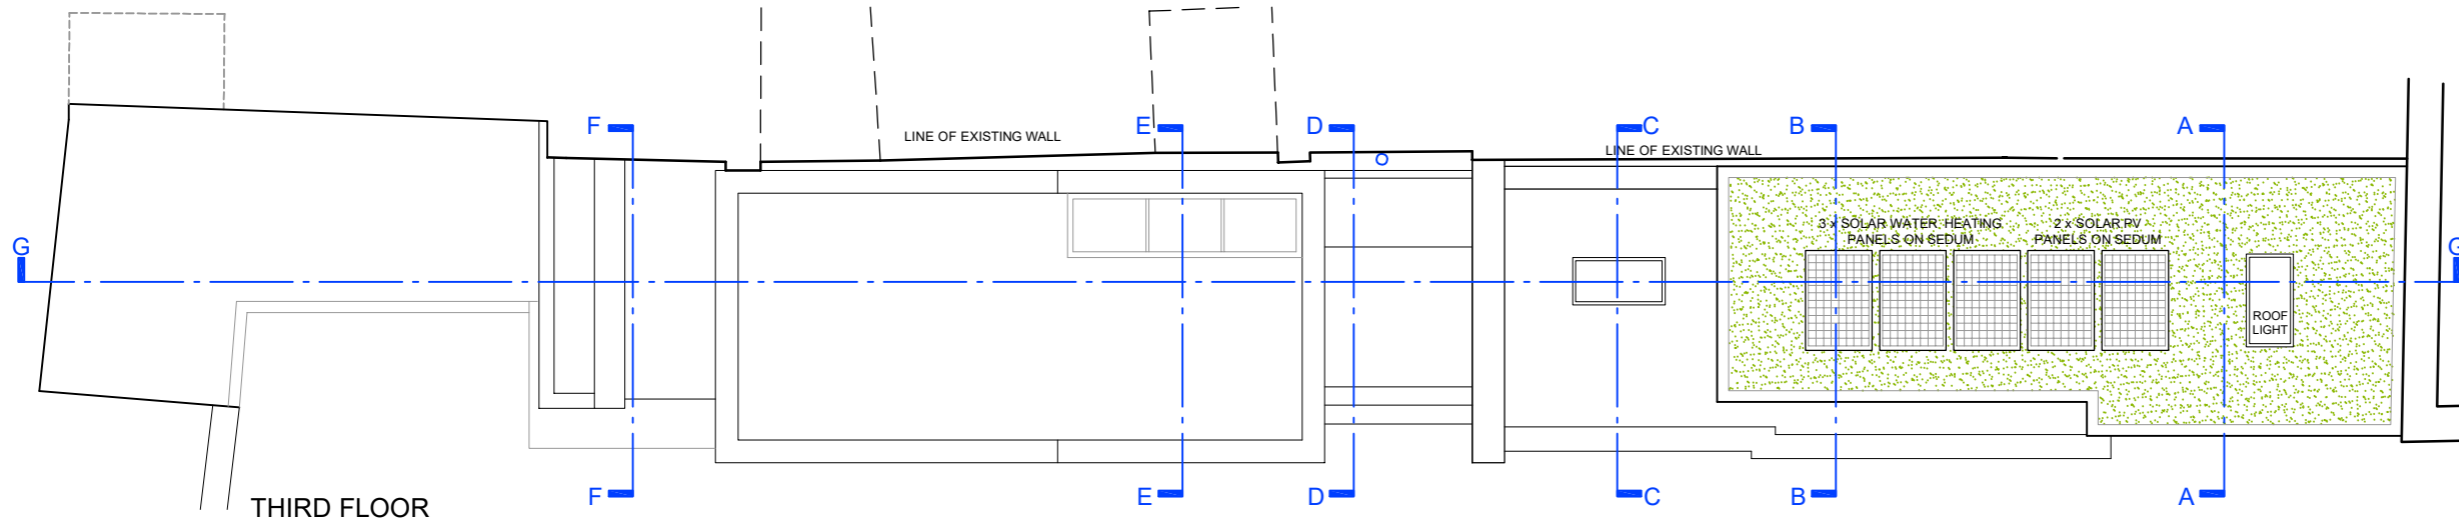 F
E
D
C
B
A
LINE OF EXISTING WALL
LINE OF EXISTING WALL
3 x SOLAR WATER HEATING
PANELS ON SEDUM
2 x SOLAR PV
PANELS ON SEDUM
G
G
ROOF
LIGHT
F
E
D
C
B
A
THIRD FLOOR